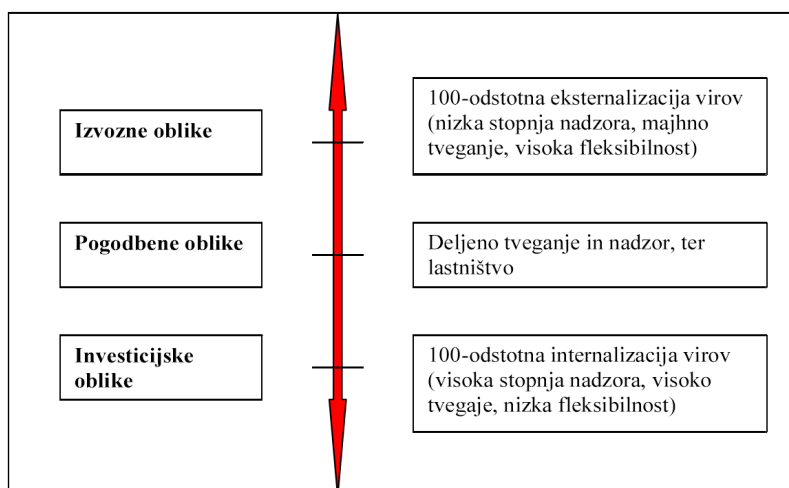 Izvozne oblike
100-odstotna eksternalizacija virov
(nizka stopnja nadzora, majhno
tveganje, visoka fleksibilnost)
Pogodbene oblike
Deljeno tveganje in nadzor, ter
lastništvo
Investicijske
oblike
100-odstotna internalizacija virov
(visoka stopnja nadzora, visoko
tvegaje, nizka fleksibilnost)